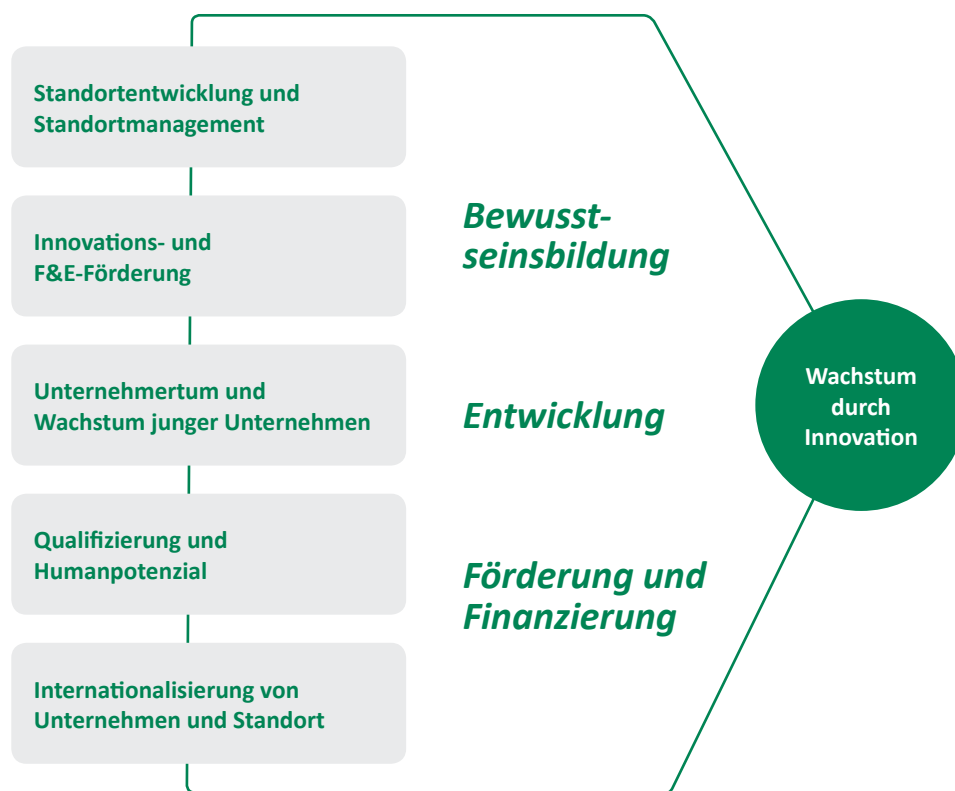 Standortentwicklung und
Standortmanagement
Innovations- und
F&E-Förderung
Unternehmertum und
Wachstum junger Unternehmen
Qualifizierung und
Humanpotenzial
Internationalisierung von
Unternehmen und Standort
Bewusst-
seinsbildung
Entwicklung
Förderung und
Finanzierung
Wachstum
durch
Innovation